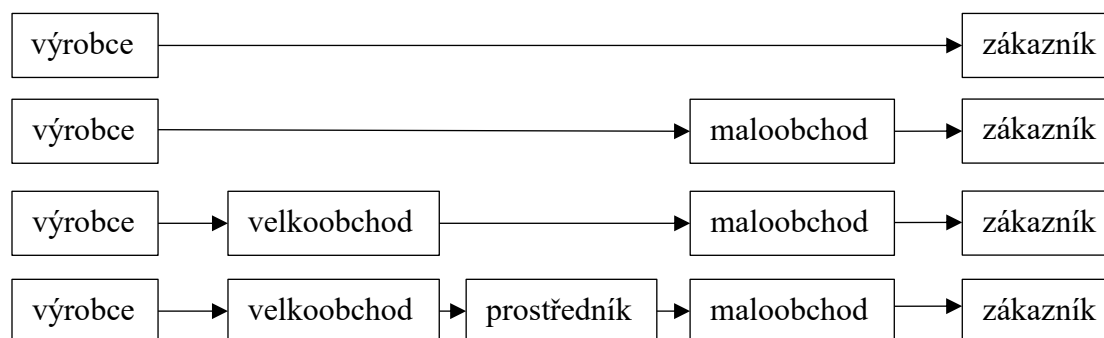 výrobce zákazník
výrobce maloobchod zákazník
výrobce velkoobchod maloobchod zákazník
výrobce velkoobchod prostředník maloobchod zákazník